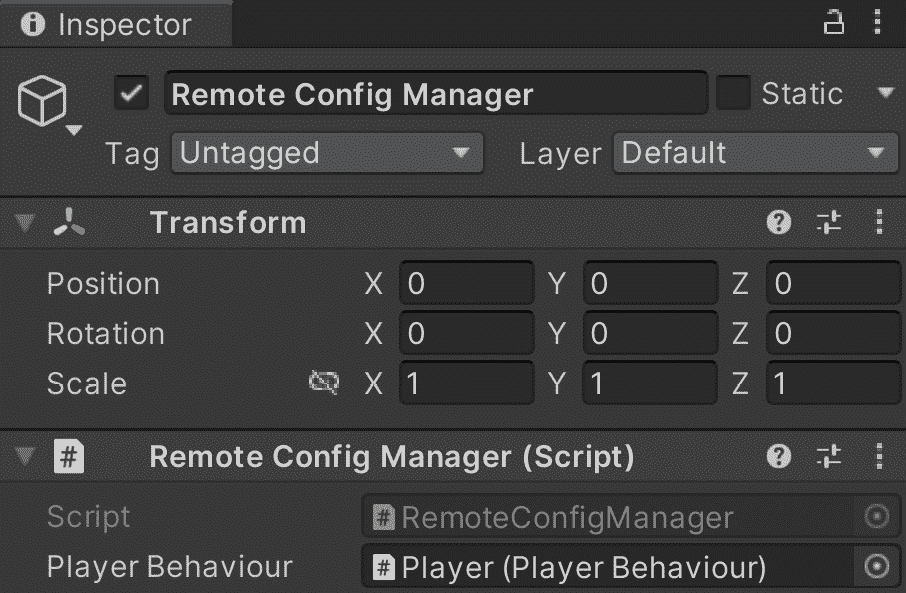 Inspector
Remote Config Manager Static
Tag Untagged Layer Default
Transform
Position X 0 Y 0 Z 0
Rotation X 0 Y 0 Z 0
Scale X 1 Y 1 Z 1
# Remote Config Manager (Script)
Script # RemoteConfigManager
Player Behaviour # Player (Player Behaviour)